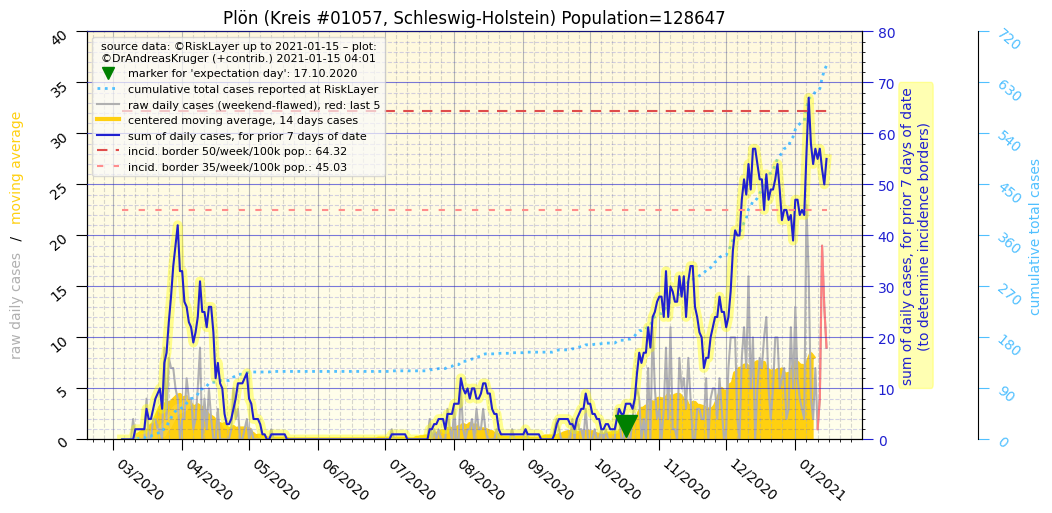 Plön (Kreis #01057, Schleswig-Holstein) Population=128647
source data: ©RiskLayer up to 2021-01-15 – plot:
©DrAndreasKruger (+contrib.) 2021-01-15 04:01
marker for 'expectation day': 17.10.2020
cumulative total cases reported at RiskLayer
raw daily cases (weekend-flawed), red: last 5
centered moving average, 14 days cases
sum of daily cases, for prior 7 days of date
incid. border 50/week/100k pop.: 64.32
incid. border 35/week/100k pop.: 45.03
raw daily cases / moving average
40
35
30
25
20
15
10
5
0
80
70
60
50
40
30
20
10
0
sum of daily cases, for prior 7 days of date
(to determine incidence borders)
720
630
540
450
360
270
180
90
0
cumulative total cases
03/2020
04/2020
05/2020
06/2020
07/2020
08/2020
09/2020
10/2020
11/2020
12/2020
01/2021